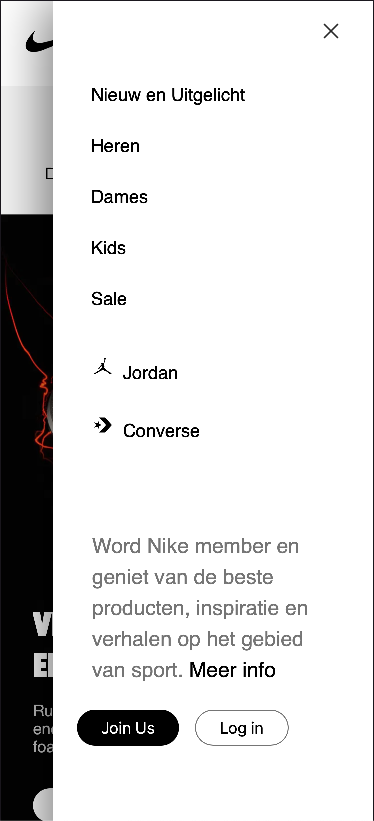 Nieuw en Uitgelicht
Heren
Dames
Kids
Sale
Jordan
Converse
Word Nike member en
geniet van de beste
producten, inspiratie en
verhalen op het gebied
van sport. Meer info
Join Us
Log in